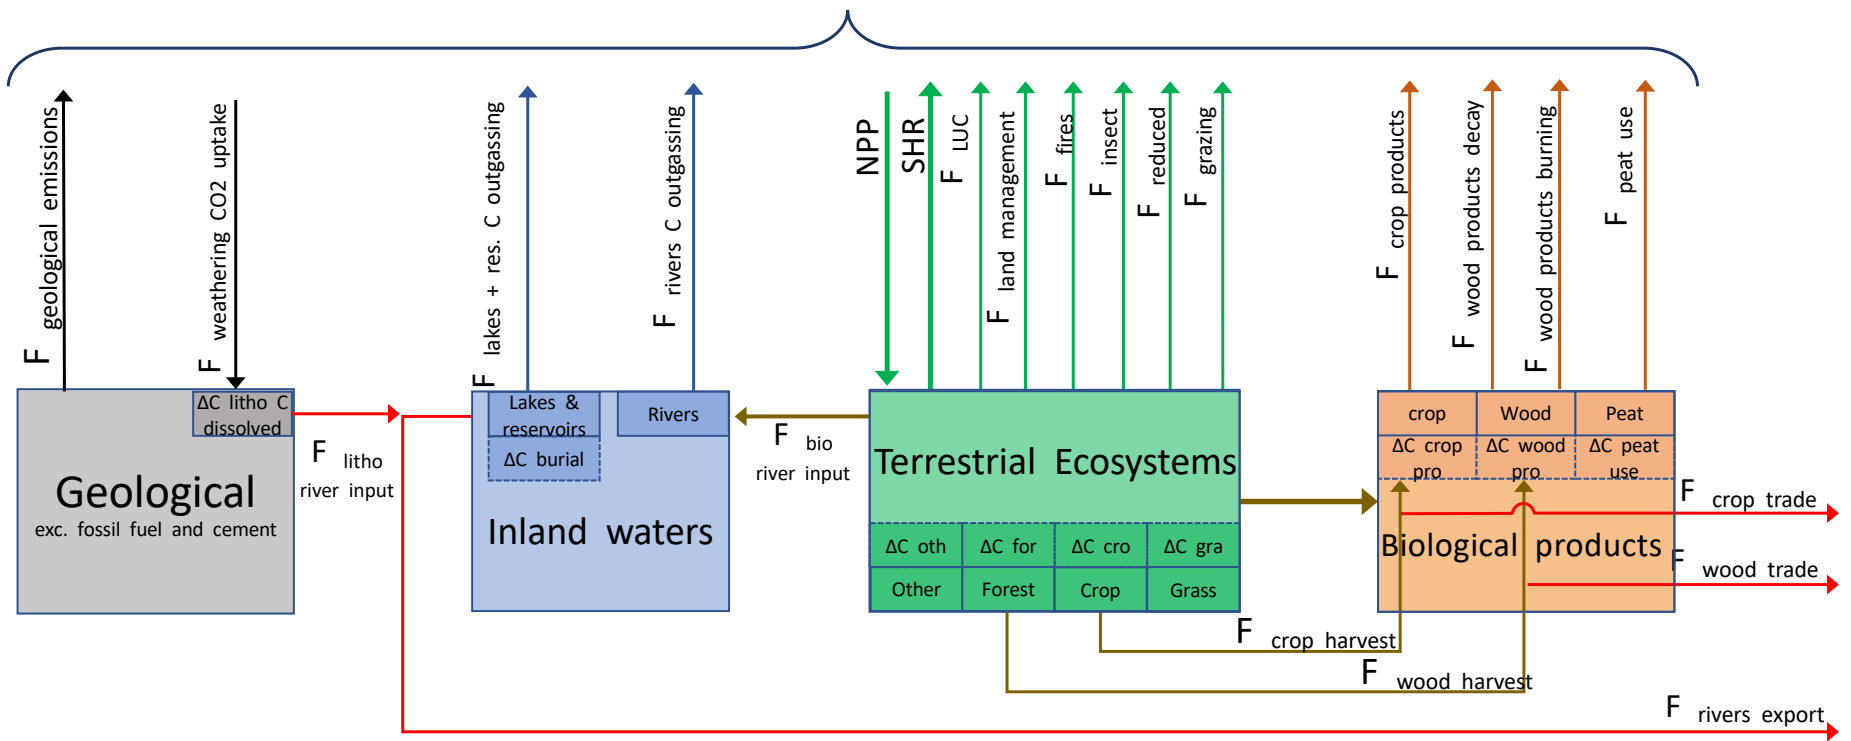 F geological emissions
F weathering CO2 uptake
F lakes + res. C outgassing
F rivers C outgassing
NPP
SHR
F LUC
F land management
F fires
F insect
F reduced
F grazing
F crop products
F wood products decay
F wood products burning
F peat use
ΔC litho C
dissolved
Geological
exc. fossil fuel and cement
F litho
river input
Lakes &
reservoirs
Rivers
ΔC burial
Inland waters
F bio
river input
Terrestrial Ecosystems
ΔC oth
ΔC for
ΔC cro
ΔC gra
Other
Forest
Crop
Grass
crop
Wood
Peat
ΔC crop
pro
ΔC wood
pro
ΔC peat
use
Biological products
F crop trade
F wood trade
F crop harvest
F wood harvest
F rivers export